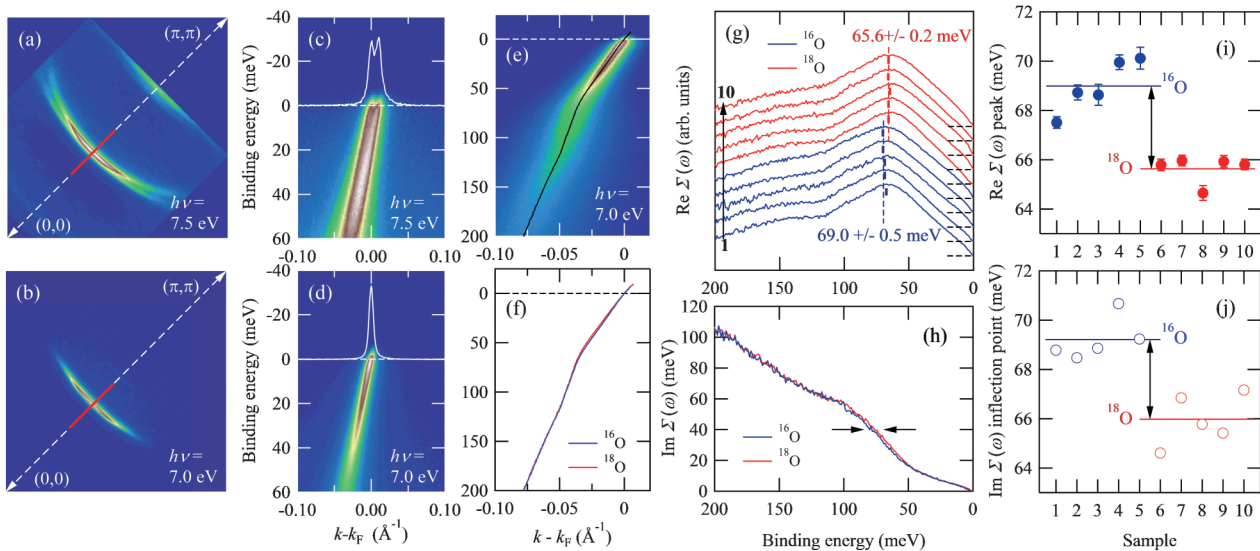 (a)
(π,π)
(0,0)
hν =
7.5 eV
(b)
(π,π)
(0,0)
hν =
7.0 eV
Binding energy (meV)
-40
-20
0
20
40
60
(c)
hν =
7.5 eV
-0.10
0.00
0.10
Binding energy (meV)
-40
-20
0
20
40
60
(d)
hν =
7.0 eV
-0.10
0.00
0.10
k-kF (Å⁻¹)
0
50
100
150
200
(e)
hν =
7.0 eV
-0.10
-0.05
0
0
50
100
150
200
(f)
¹⁶O
¹⁸O
-0.10
-0.05
0
k - kF (Å⁻¹)
Re Σ(ω) (arb. units)
(g)
¹⁶O
¹⁸O
65.6+/- 0.2 meV
10
1
69.0 +/- 0.5 meV
200
150
100
50
0
Im Σ(ω) (meV)
120
100
80
60
40
20
0
(h)
¹⁶O
¹⁸O
200
150
100
50
0
Binding energy (meV)
Re Σ(ω) peak (meV)
72
70
68
66
64
(i)
¹⁶O
¹⁸O
1 2 3 4 5 6 7 8 9 10
Im Σ(ω) inflection point (meV)
72
70
68
66
64
(j)
¹⁶O
¹⁸O
1 2 3 4 5 6 7 8 9 10
Sample